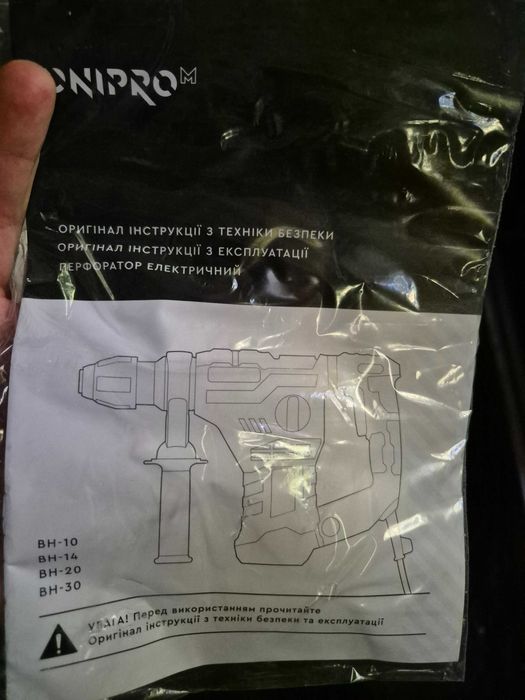 DNIPRO M
ОРИГІНАЛ ІНСТРУКЦІЇ З ТЕХНІКИ БЕЗПЕКИ
ОРИГІНАЛ ІНСТРУКЦІЇ З ЕКСПЛУАТАЦІЇ
ПЕРФОРАТОР ЕЛЕКТРИЧНИЙ
BH-10
BH-14
BH-20
BH-30
УВАГА! Перед використанням прочитайте
Оригінал інструкції з техніки безпеки та експлуатації